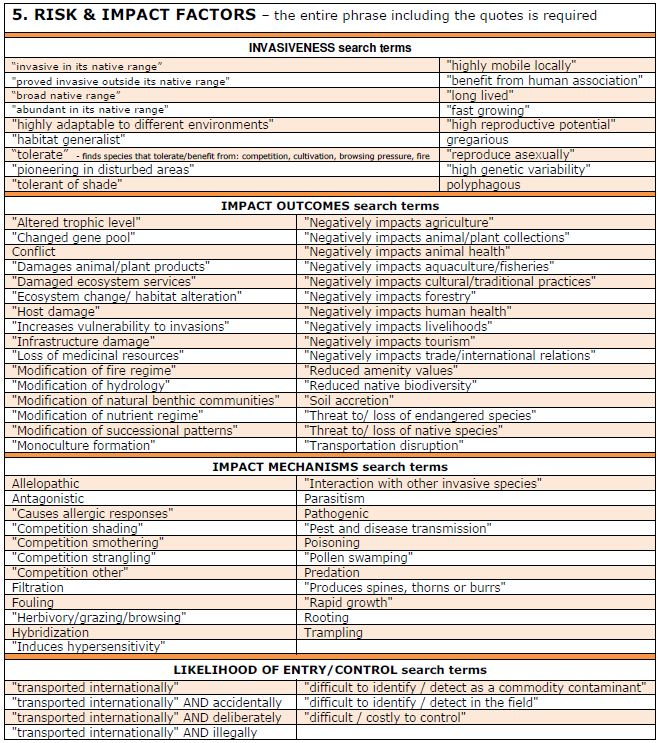 5. RISK & IMPACT FACTORS – the entire phrase including the quotes is required
INVASIVENESS search terms
"invasive in its native range" "highly mobile locally"
"proved invasive outside its native range" "benefit from human association"
"broad native range" "long lived"
"abundant in its native range" "fast growing"
"highly adaptable to different environments" "high reproductive potential"
"habitat generalist" gregarious
"tolerate" - finds species that tolerate/benefit from: competition, cultivation, browsing pressure, fire "reproduce asexually"
"pioneering in disturbed areas" "high genetic variability"
"tolerant of shade" polyphagous
IMPACT OUTCOMES search terms
"Altered trophic level" "Negatively impacts agriculture"
"Changed gene pool" "Negatively impacts animal/plant collections"
Conflict "Negatively impacts animal health"
"Damages animal/plant products" "Negatively impacts aquaculture/fisheries"
"Damaged ecosystem services" "Negatively impacts cultural/traditional practices"
"Ecosystem change/ habitat alteration" "Negatively impacts forestry"
"Host damage" "Negatively impacts human health"
"Increases vulnerability to invasions" "Negatively impacts livelihoods"
"Infrastructure damage" "Negatively impacts tourism"
"Loss of medicinal resources" "Negatively impacts trade/international relations"
"Modification of fire regime" "Reduced amenity values"
"Modification of hydrology" "Reduced native biodiversity"
"Modification of natural benthic communities" "Soil accretion"
"Modification of nutrient regime" "Threat to/ loss of endangered species"
"Modification of successional patterns" "Threat to/ loss of native species"
"Monoculture formation" "Transportation disruption"
IMPACT MECHANISMS search terms
Allelopathic "Interaction with other invasive species"
Antagonistic Parasitism
"Causes allergic responses" Pathogenic
"Competition shading" "Pest and disease transmission"
"Competition smothering" Poisoning
"Competition strangling" "Pollen swamping"
"Competition other" Predation
Filtration "Produces spines, thorns or burrs"
Fouling "Rapid growth"
"Herbivory/grazing/browsing" Rooting
Hybridization Trampling
"Induces hypersensitivity"
LIKELIHOOD OF ENTRY/CONTROL search terms
"transported internationally" "difficult to identify / detect as a commodity contaminant"
"transported internationally" AND accidentally "difficult to identify / detect in the field"
"transported internationally" AND deliberately "difficult / costly to control"
"transported internationally" AND illegally